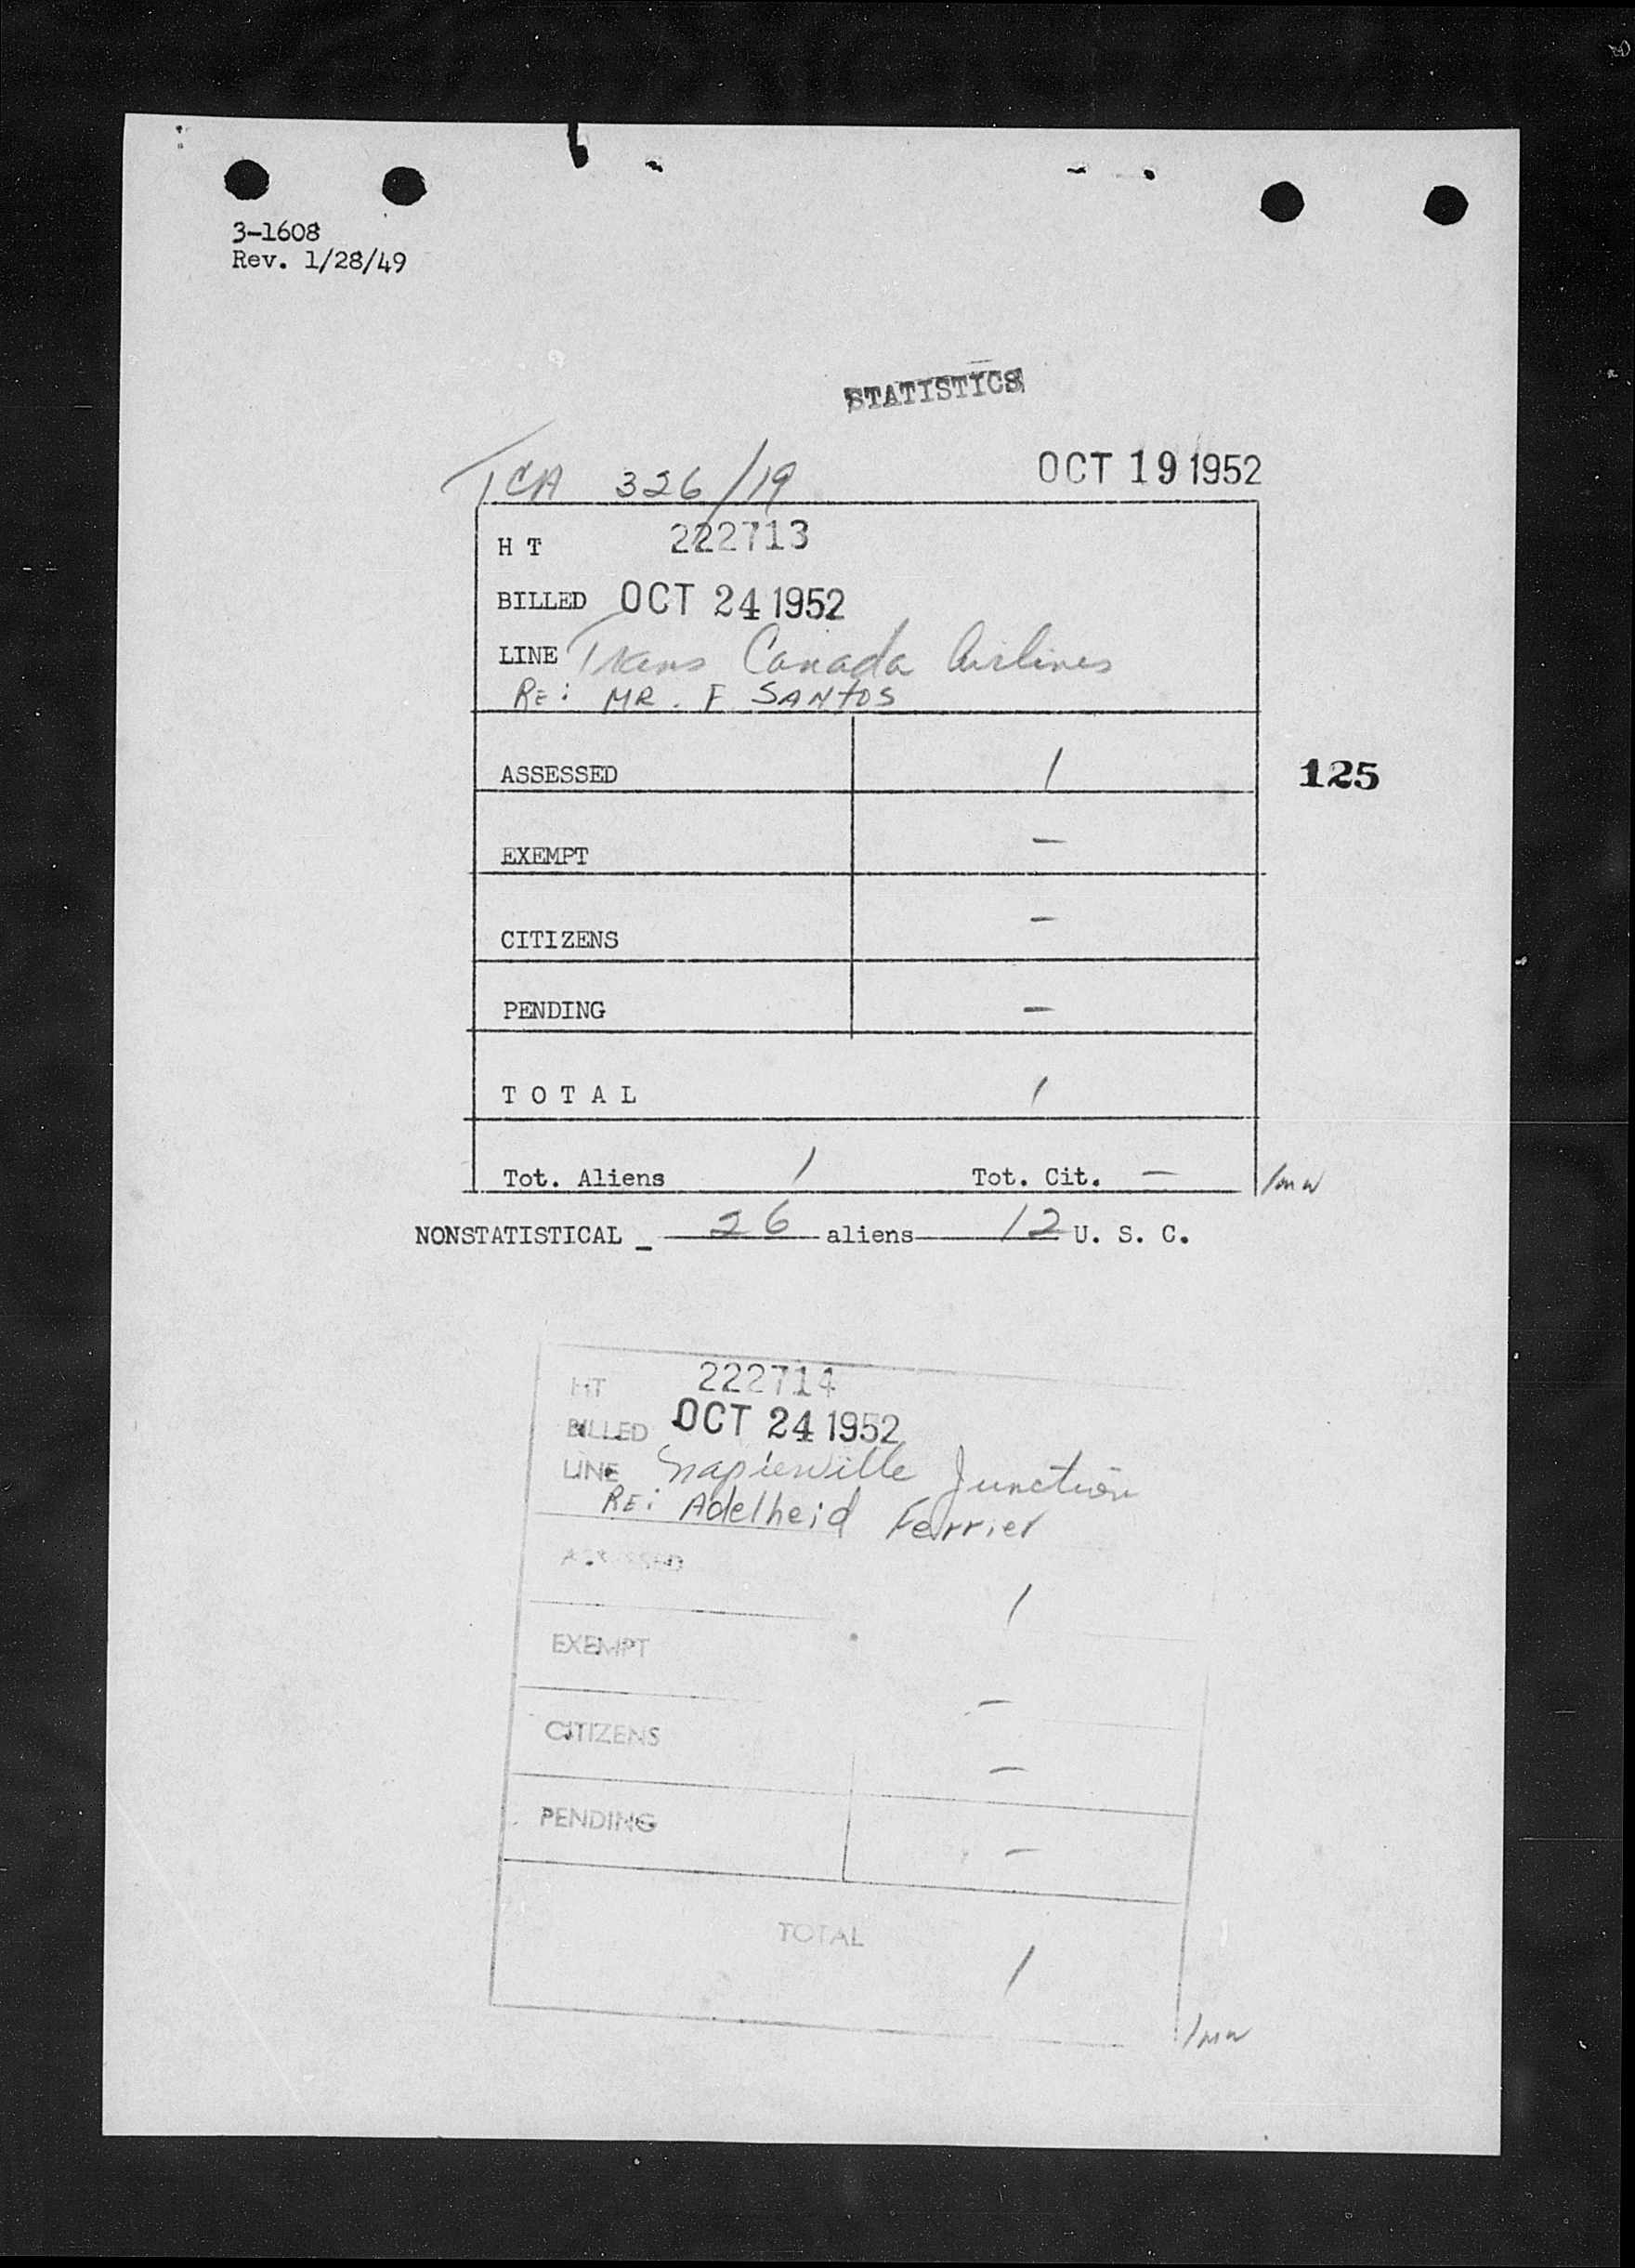 3-1608
Rev. 1/28/49
STATISTICS
TCA 326/19 OCT 19 1952
H T 222713
BILLED OCT 24 1952
LINE Trans Canada Airlines
RE: MR. F SANTOS
ASSESSED 1 125
EXEMPT —
CITIZENS —
PENDING —
T O T A L 1
Tot. Aliens 1 Tot. Cit. — /mw
NONSTATISTICAL _ 26 aliens 12 U. S. C.
HT 222714
BILLED OCT 24 1952
LINE Napierville Junction
RE: Adelheid Ferrier
ASSESSED 1
EXEMPT —
CITIZENS —
PENDING —
TOTAL 1
/mw